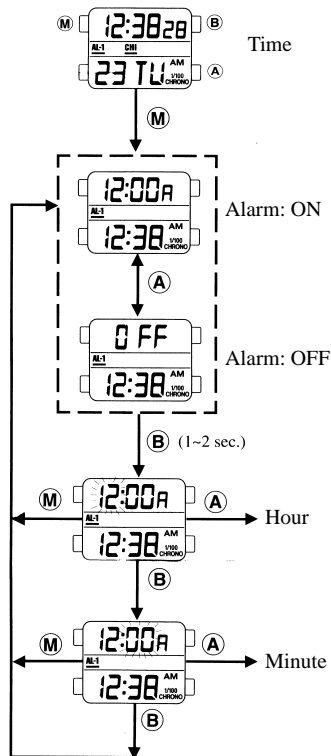 M 12:38 28 B
AL-1 CHI
23 TU AM 1/100 CHRONO A
Time
M
12:00A
AL-1
12:38 AM 1/100 CHRONO
Alarm: ON
A
OFF
AL-1
12:38 AM 1/100 CHRONO
Alarm: OFF
B (1~2 sec.)
M 12:00A A
AL-1
Hour
12:38 AM 1/100 CHRONO
B
M 12:00A A
AL-1
Minute
12:38 AM 1/100 CHRONO
B